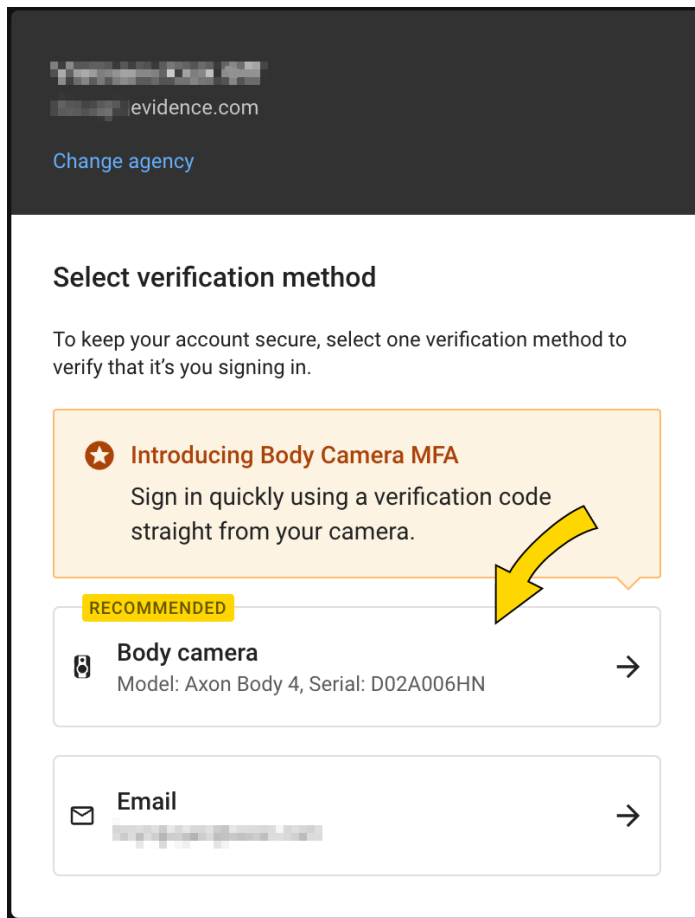 evidence.com
Change agency
Select verification method
To keep your account secure, select one verification method to
verify that it's you signing in.
Introducing Body Camera MFA
Sign in quickly using a verification code
straight from your camera.
RECOMMENDED
Body camera
Model: Axon Body 4, Serial: D02A006HN
Email